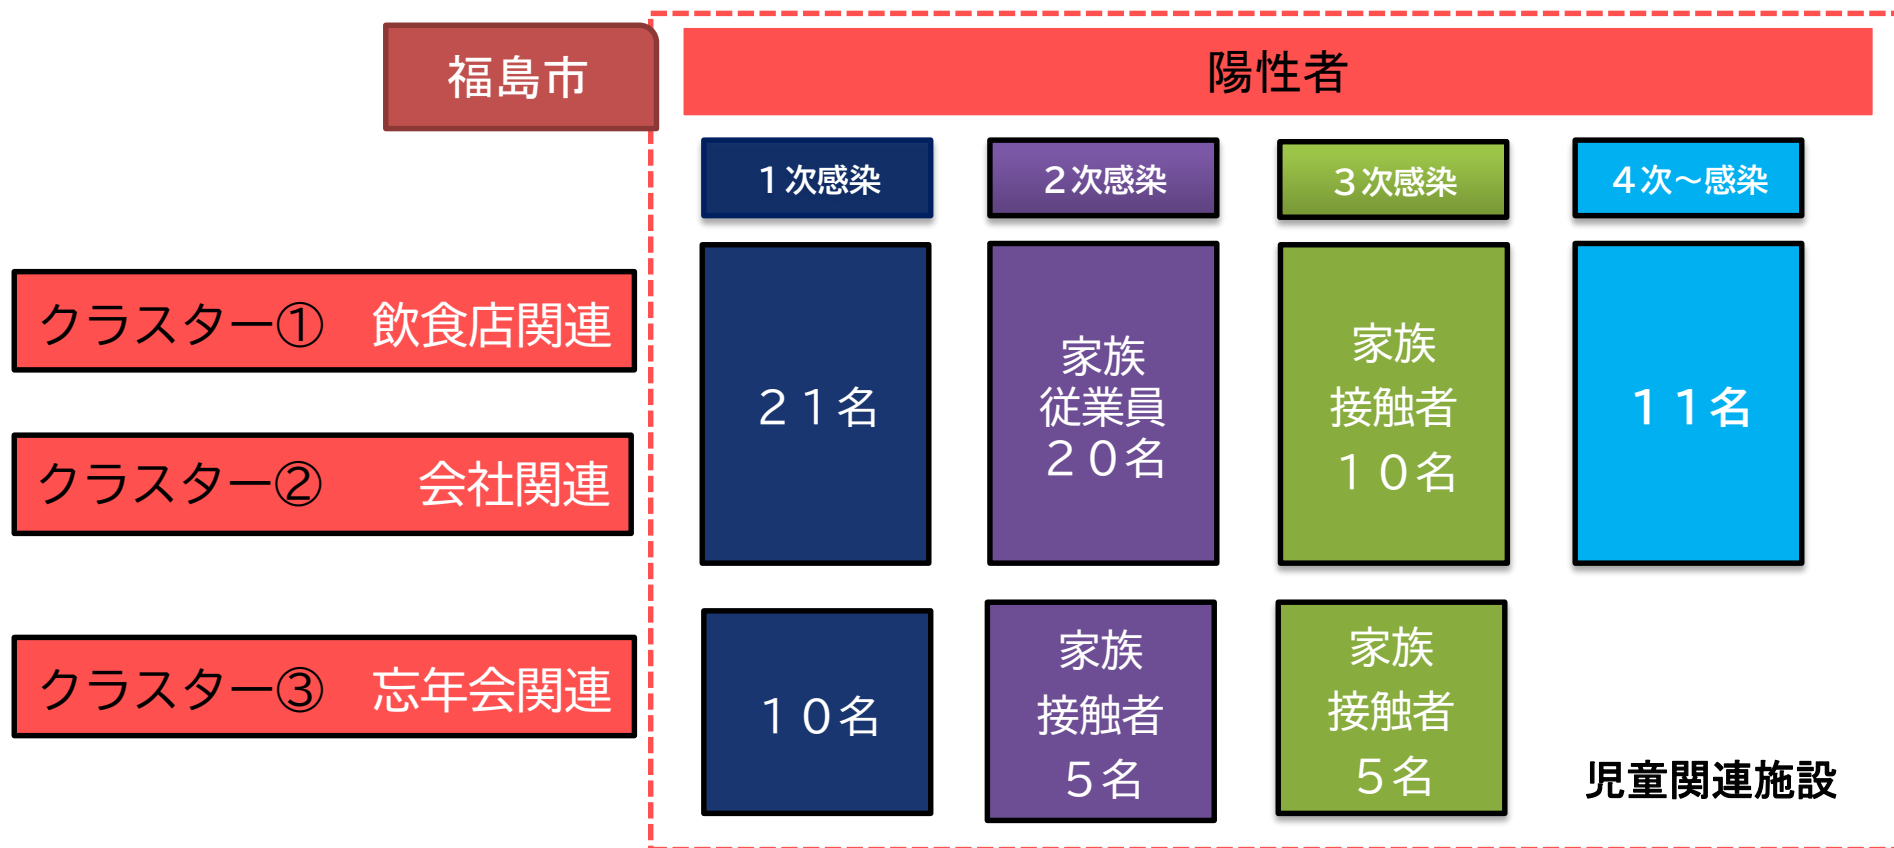 福島市
陽性者
１次感染
２次感染
３次感染
４次～感染
クラスター①　飲食店関連
クラスター②　　会社関連
２１名
家族
従業員
２０名
家族
接触者
１０名
１１名
クラスター③　忘年会関連
１０名
家族
接触者
５名
家族
接触者
５名
児童関連施設